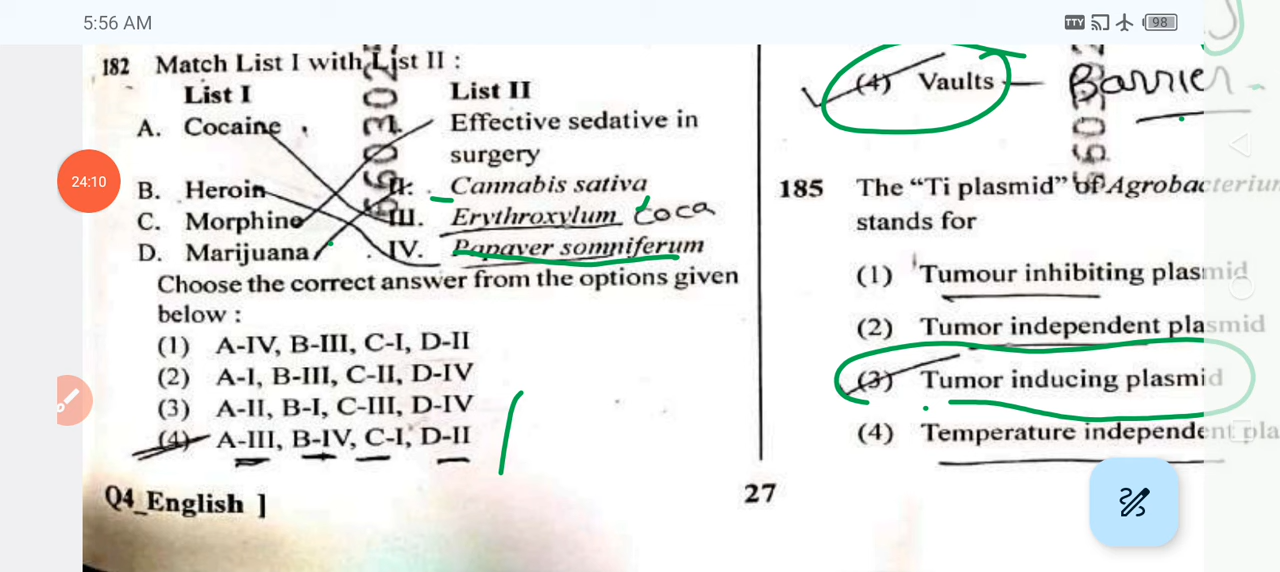 5:56 AM
TTY 98
182 Match List I with List II :
List I List II
A. Cocaine I. Effective sedative in
surgery
24:10
B. Heroin II. Cannabis sativa
C. Morphine III. Erythroxylum coca
D. Marijuana IV. Papaver somniferum
Choose the correct answer from the options given
below :
(1) A-IV, B-III, C-I, D-II
(2) A-I, B-III, C-II, D-IV
(3) A-II, B-I, C-III, D-IV
(4) A-III, B-IV, C-I, D-II
Q4_English ]
27
(4) Vaults — Barrier
185 The “Ti plasmid” of Agrobacterium
stands for
(1) Tumour inhibiting plasmid
(2) Tumor independent plasmid
(3) Tumor inducing plasmid
(4) Temperature independent pla